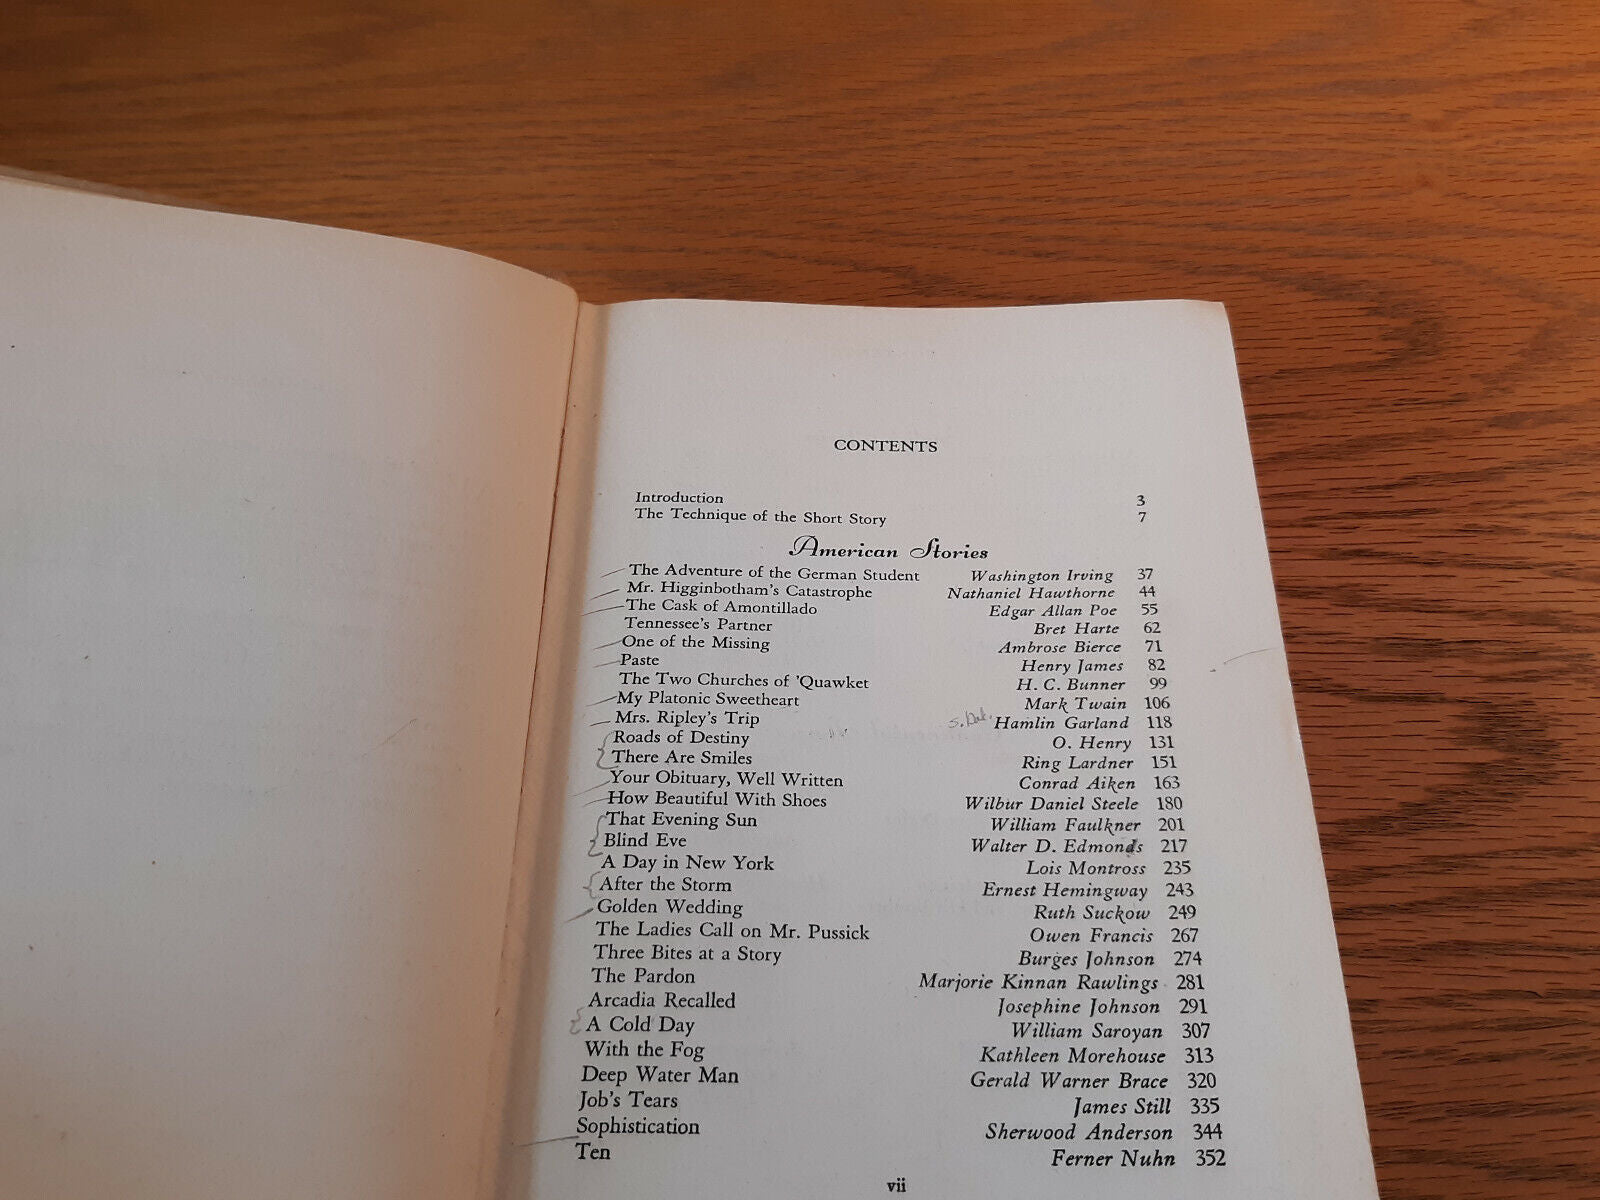 CONTENTS
Introduction 3
The Technique of the Short Story 7
American Stories
The Adventure of the German Student Washington Irving 37
Mr. Higginbotham's Catastrophe Nathaniel Hawthorne 44
The Cask of Amontillado Edgar Allan Poe 55
Tennessee's Partner Bret Harte 62
One of the Missing Ambrose Bierce 71
Paste Henry James 82
The Two Churches of 'Quawket H. C. Bunner 99
My Platonic Sweetheart Mark Twain 106
Mrs. Ripley's Trip S. Dak. Hamlin Garland 118
Roads of Destiny O. Henry 131
There Are Smiles Ring Lardner 151
Your Obituary, Well Written Conrad Aiken 163
How Beautiful With Shoes Wilbur Daniel Steele 180
That Evening Sun William Faulkner 201
Blind Eve Walter D. Edmonds 217
A Day in New York Lois Montross 235
After the Storm Ernest Hemingway 243
Golden Wedding Ruth Suckow 249
The Ladies Call on Mr. Pussick Owen Francis 267
Three Bites at a Story Burges Johnson 274
The Pardon Marjorie Kinnan Rawlings 281
Arcadia Recalled Josephine Johnson 291
A Cold Day William Saroyan 307
With the Fog Kathleen Morehouse 313
Deep Water Man Gerald Warner Brace 320
Job's Tears James Still 335
Sophistication Sherwood Anderson 344
Ten Ferner Nuhn 352
vii